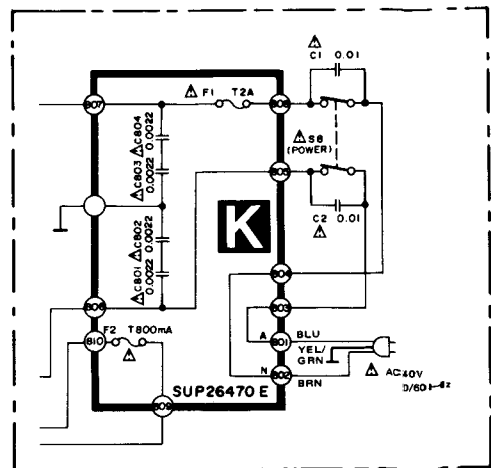 C1 0.01
F1 T2A
807
808
C804
0.0022
C803
0.0022
S8
(POWER)
805
C802
0.0022
C801
0.0022
K
C2 0.01
804
803
806
810
F2 T800mA
A
801
BLU
YEL/
GRN
N
802
BRN
SUP26470E
809